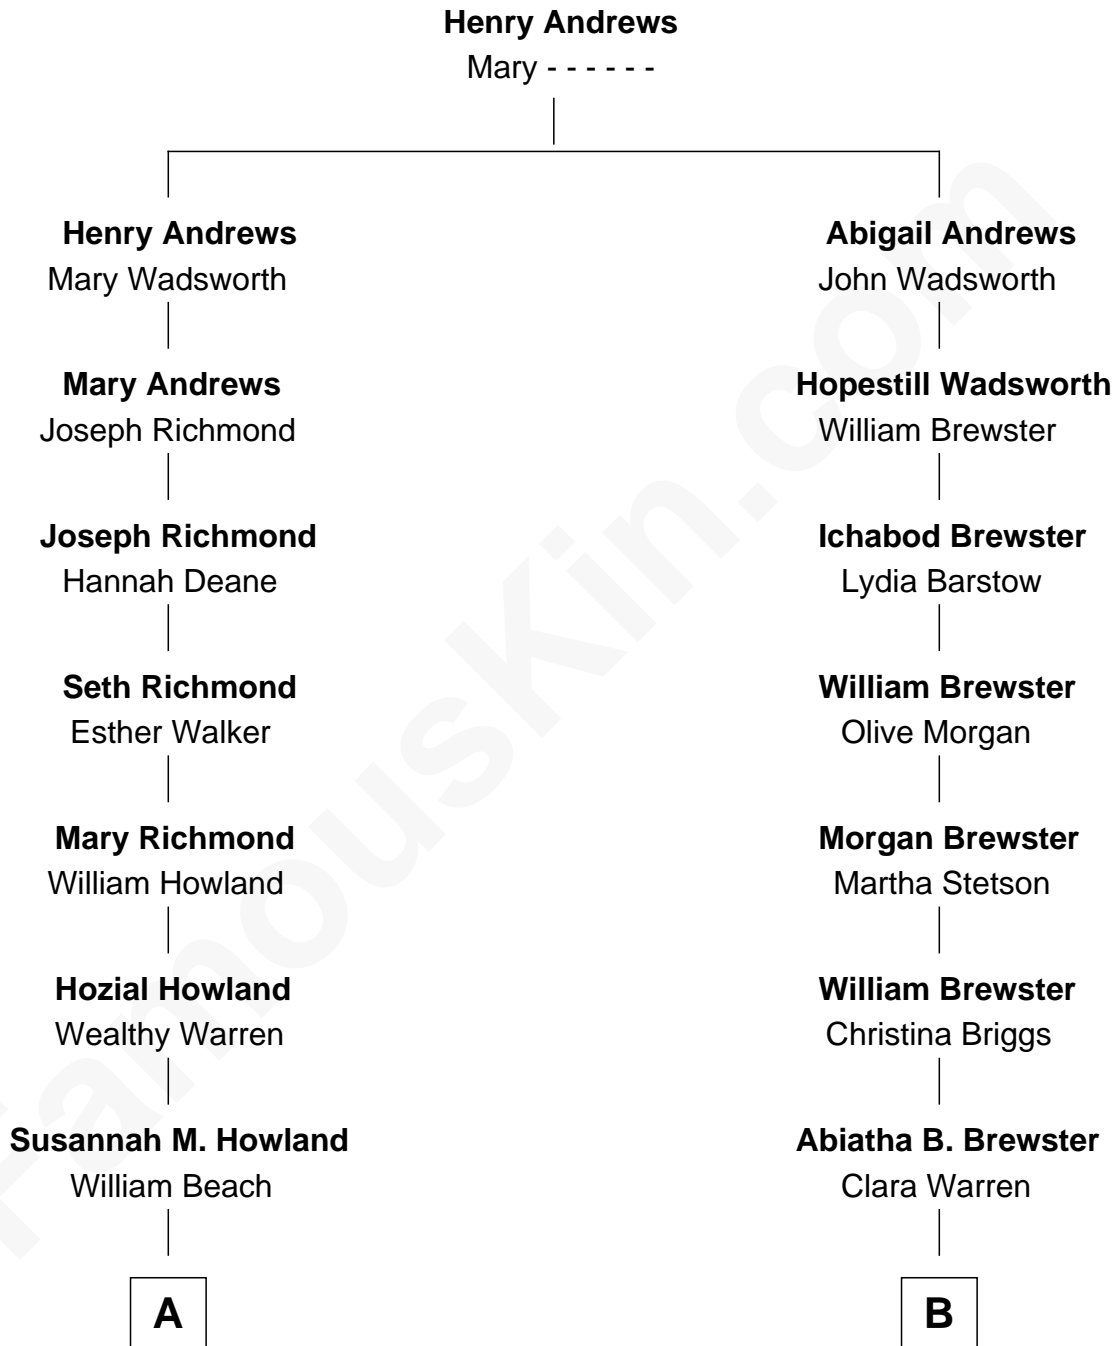 Henry Andrews
Mary - - - - - -
Henry Andrews
Mary Wadsworth
Abigail Andrews
John Wadsworth
Mary Andrews
Joseph Richmond
Hopestill Wadsworth
William Brewster
Joseph Richmond
Hannah Deane
Ichabod Brewster
Lydia Barstow
Seth Richmond
Esther Walker
William Brewster
Olive Morgan
Mary Richmond
William Howland
Morgan Brewster
Martha Stetson
Hozial Howland
Wealthy Warren
William Brewster
Christina Briggs
Susannah M. Howland
William Beach
Abiatha B. Brewster
Clara Warren
A
B
FamousKin.com